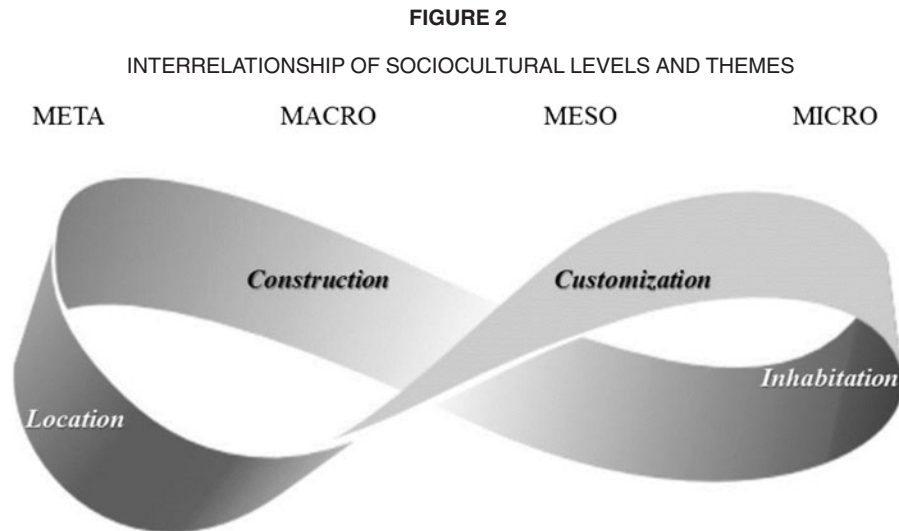 FIGURE 2
INTERRELATIONSHIP OF SOCIOCULTURAL LEVELS AND THEMES
META MACRO MESO MICRO
Construction Customization
Inhabitation
Location